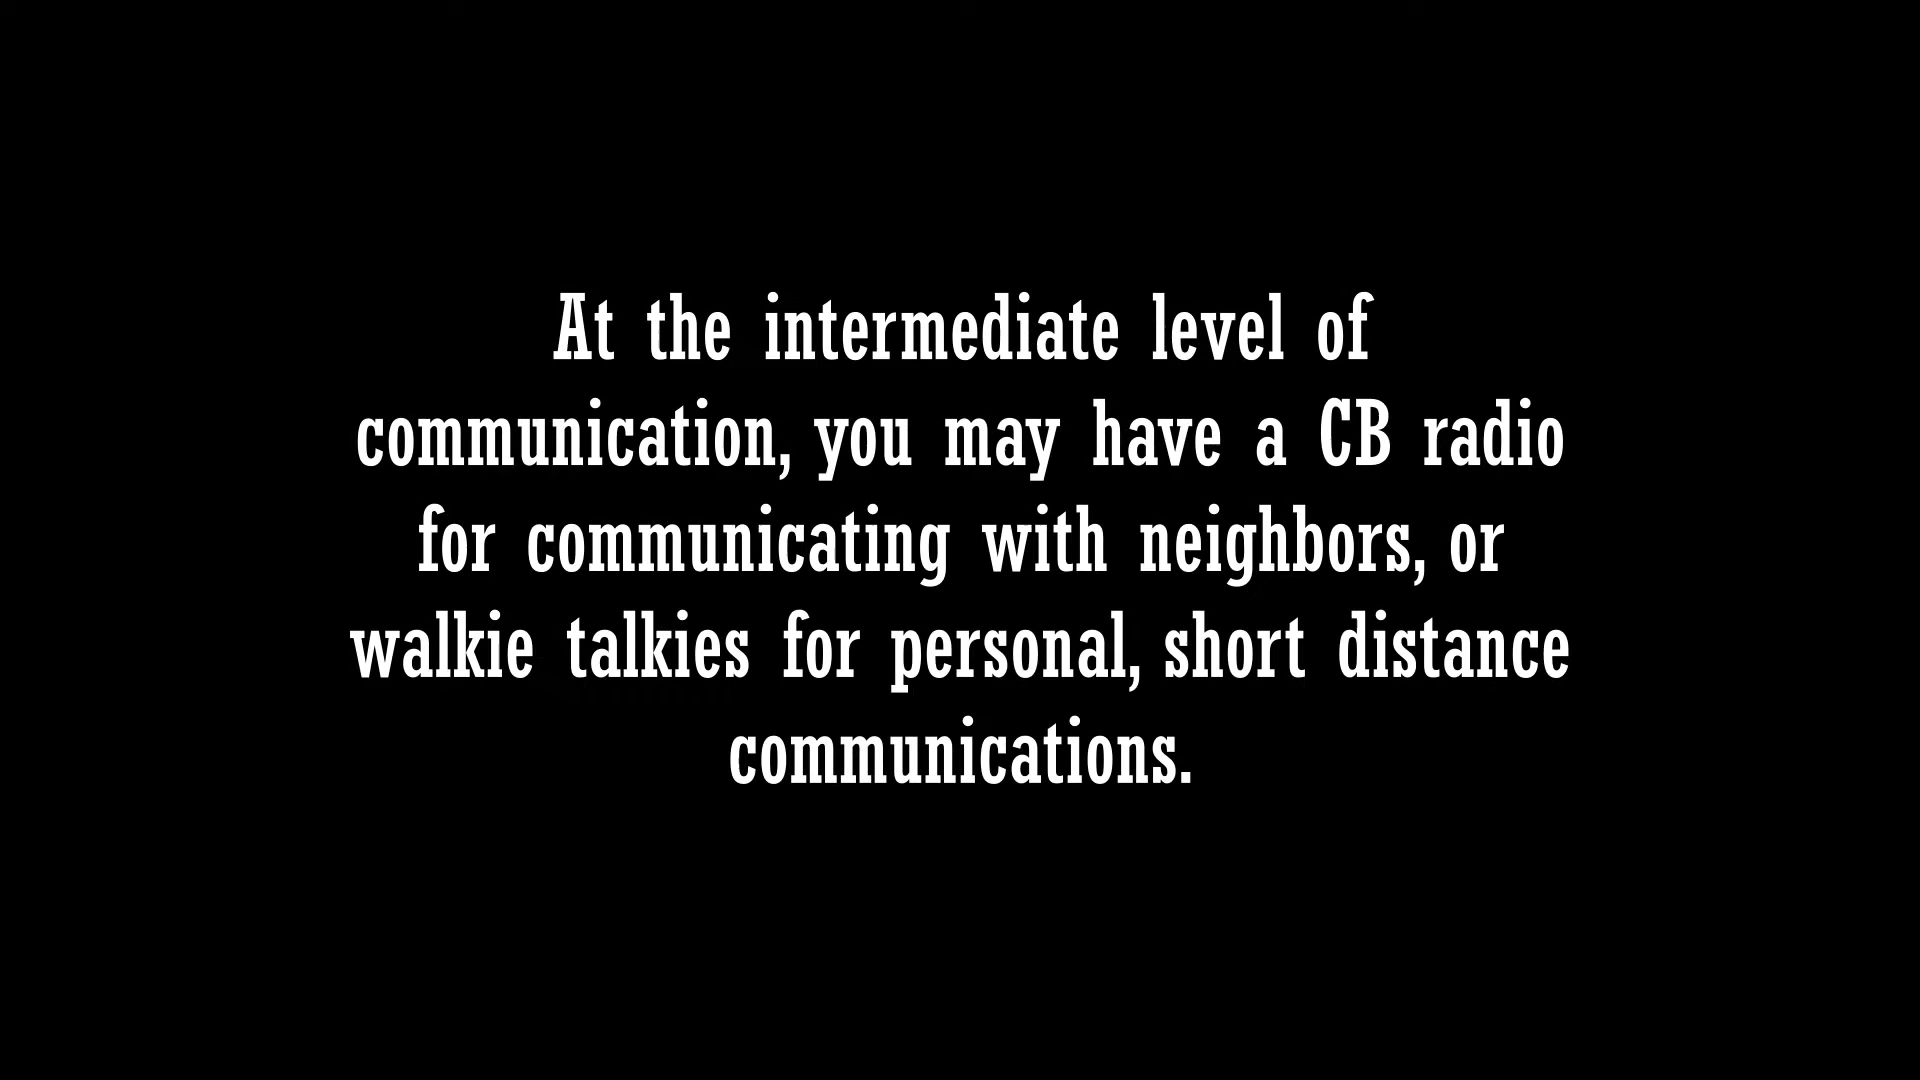 At the intermediate level of
communication, you may have a CB radio
for communicating with neighbors, or
walkie talkies for personal, short distance
communications.